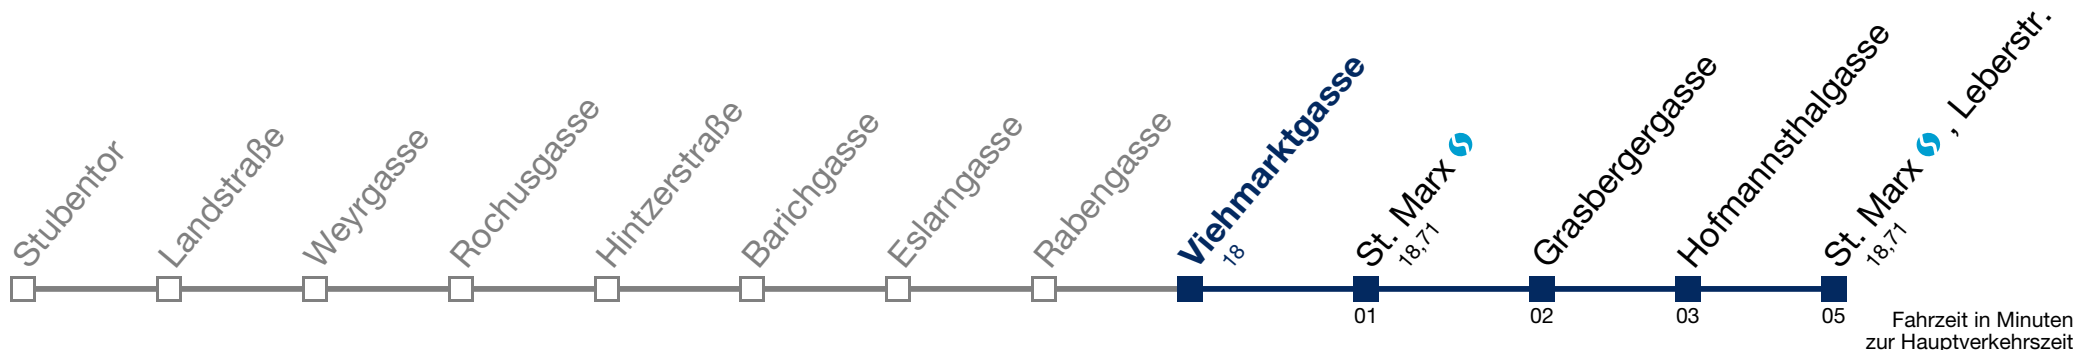 Stubentor
Landstraße
Weyrgasse
Rochusgasse
Hintzerstraße
Barichgasse
Eslarngasse
Rabengasse
Viehmarktgasse
18
St. Marx
18,71
Grasbergergasse
Hofmannsthalgasse
St. Marx , Leberstr.
18,71
01
02
03
05
Fahrzeit in Minuten
zur Hauptverkehrszeit